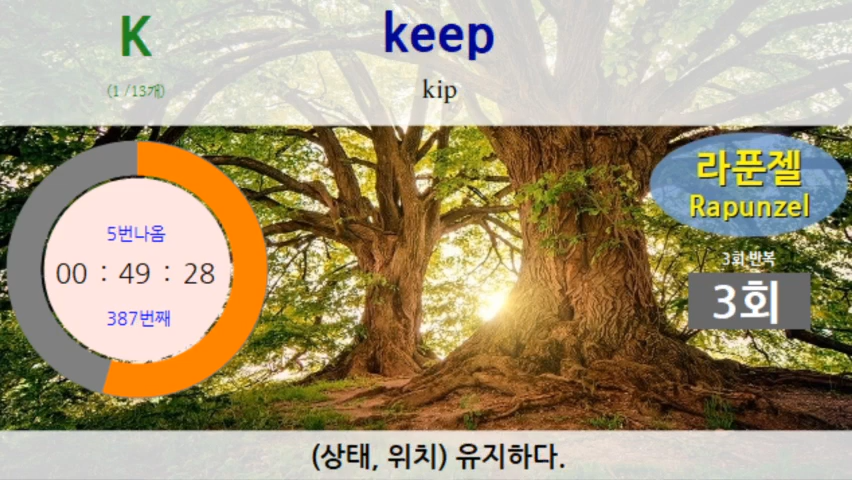 K
(1 /13개)
keep
kip
라푼젤
Rapunzel
5번나옴
00 : 49 : 28
387번째
3회 반복
3회
(상태, 위치) 유지하다.